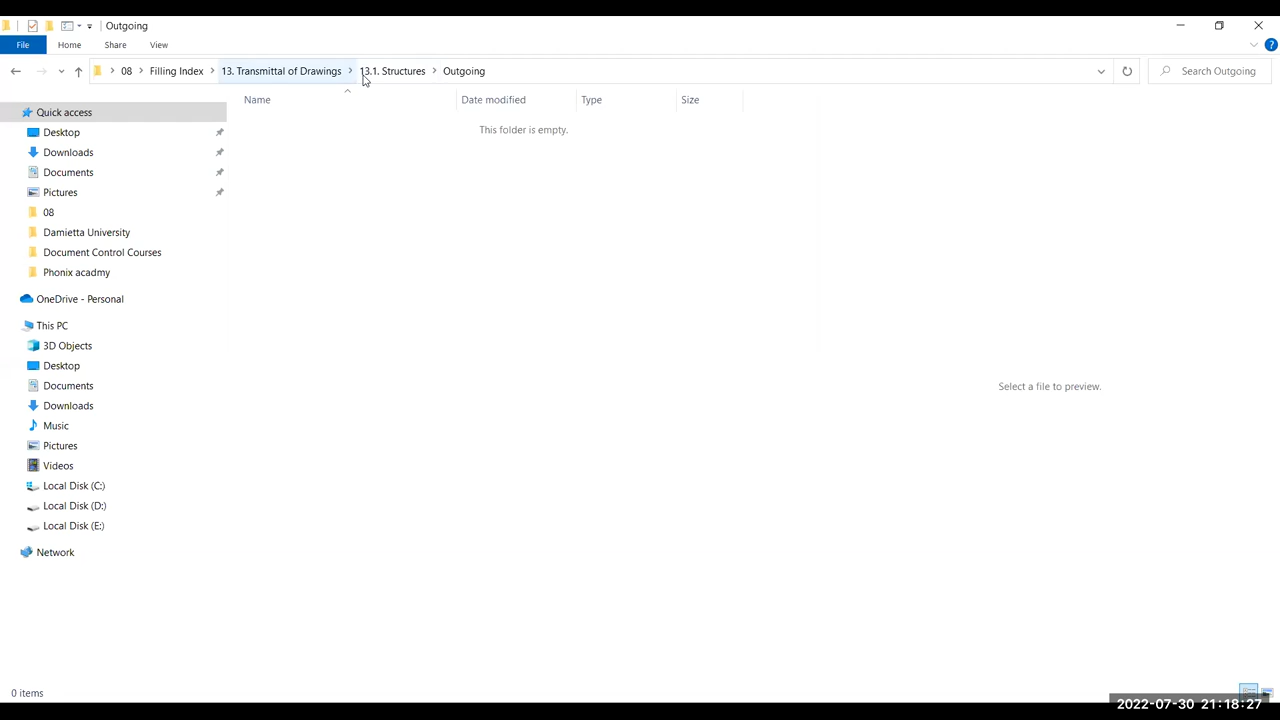 Outgoing
File Home Share View
08 Filling Index 13. Transmittal of Drawings 13.1. Structures Outgoing Search Outgoing
Name Date modified Type Size
This folder is empty.
Quick access
Desktop
Downloads
Documents
Pictures
08
Damietta University
Document Control Courses
Phonix acadmy
OneDrive - Personal
This PC
3D Objects
Desktop
Documents
Downloads
Music
Pictures
Videos
Local Disk (C:)
Local Disk (D:)
Local Disk (E:)
Network
Select a file to preview.
0 items
2022-07-30 21:18:27